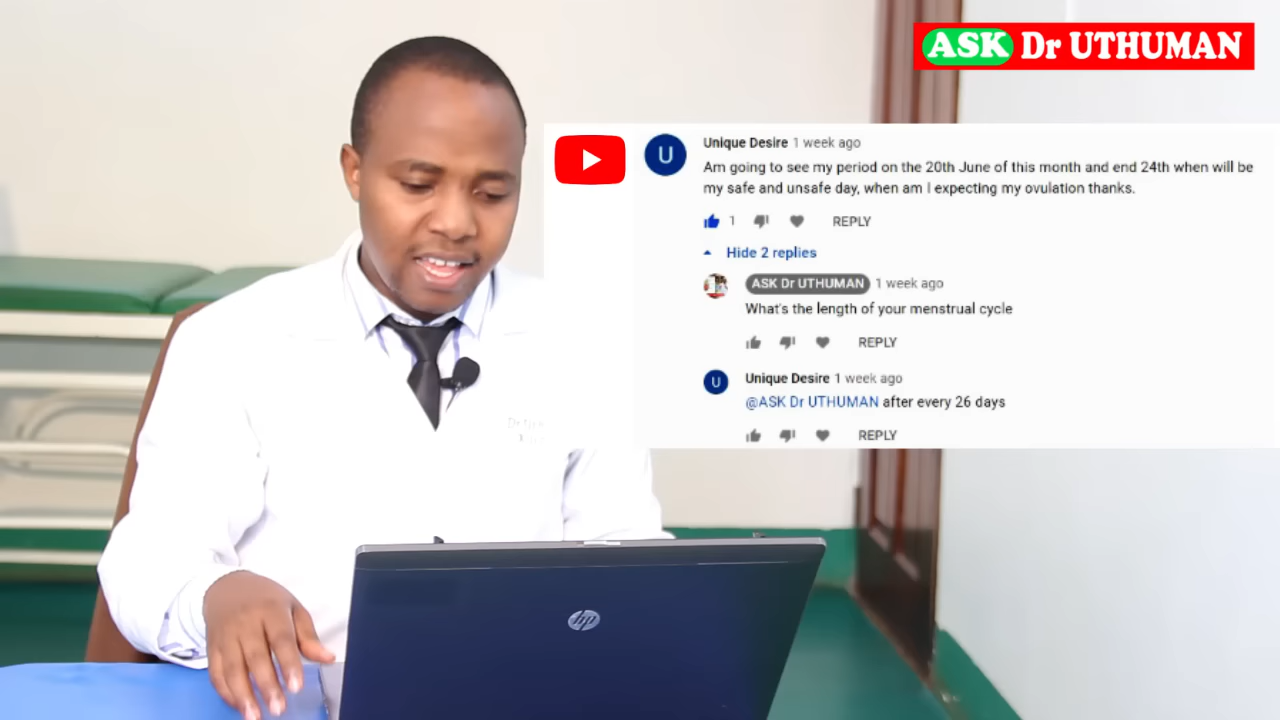 ASK Dr UTHUMAN
Unique Desire 1 week ago
Am going to see my period on the 20th June of this month and end 24th when will be
my safe and unsafe day, when am I expecting my ovulation thanks.
1 REPLY
Hide 2 replies
ASK Dr UTHUMAN 1 week ago
What's the length of your menstrual cycle
REPLY
U Unique Desire 1 week ago
@ASK Dr UTHUMAN after every 26 days
REPLY
hp